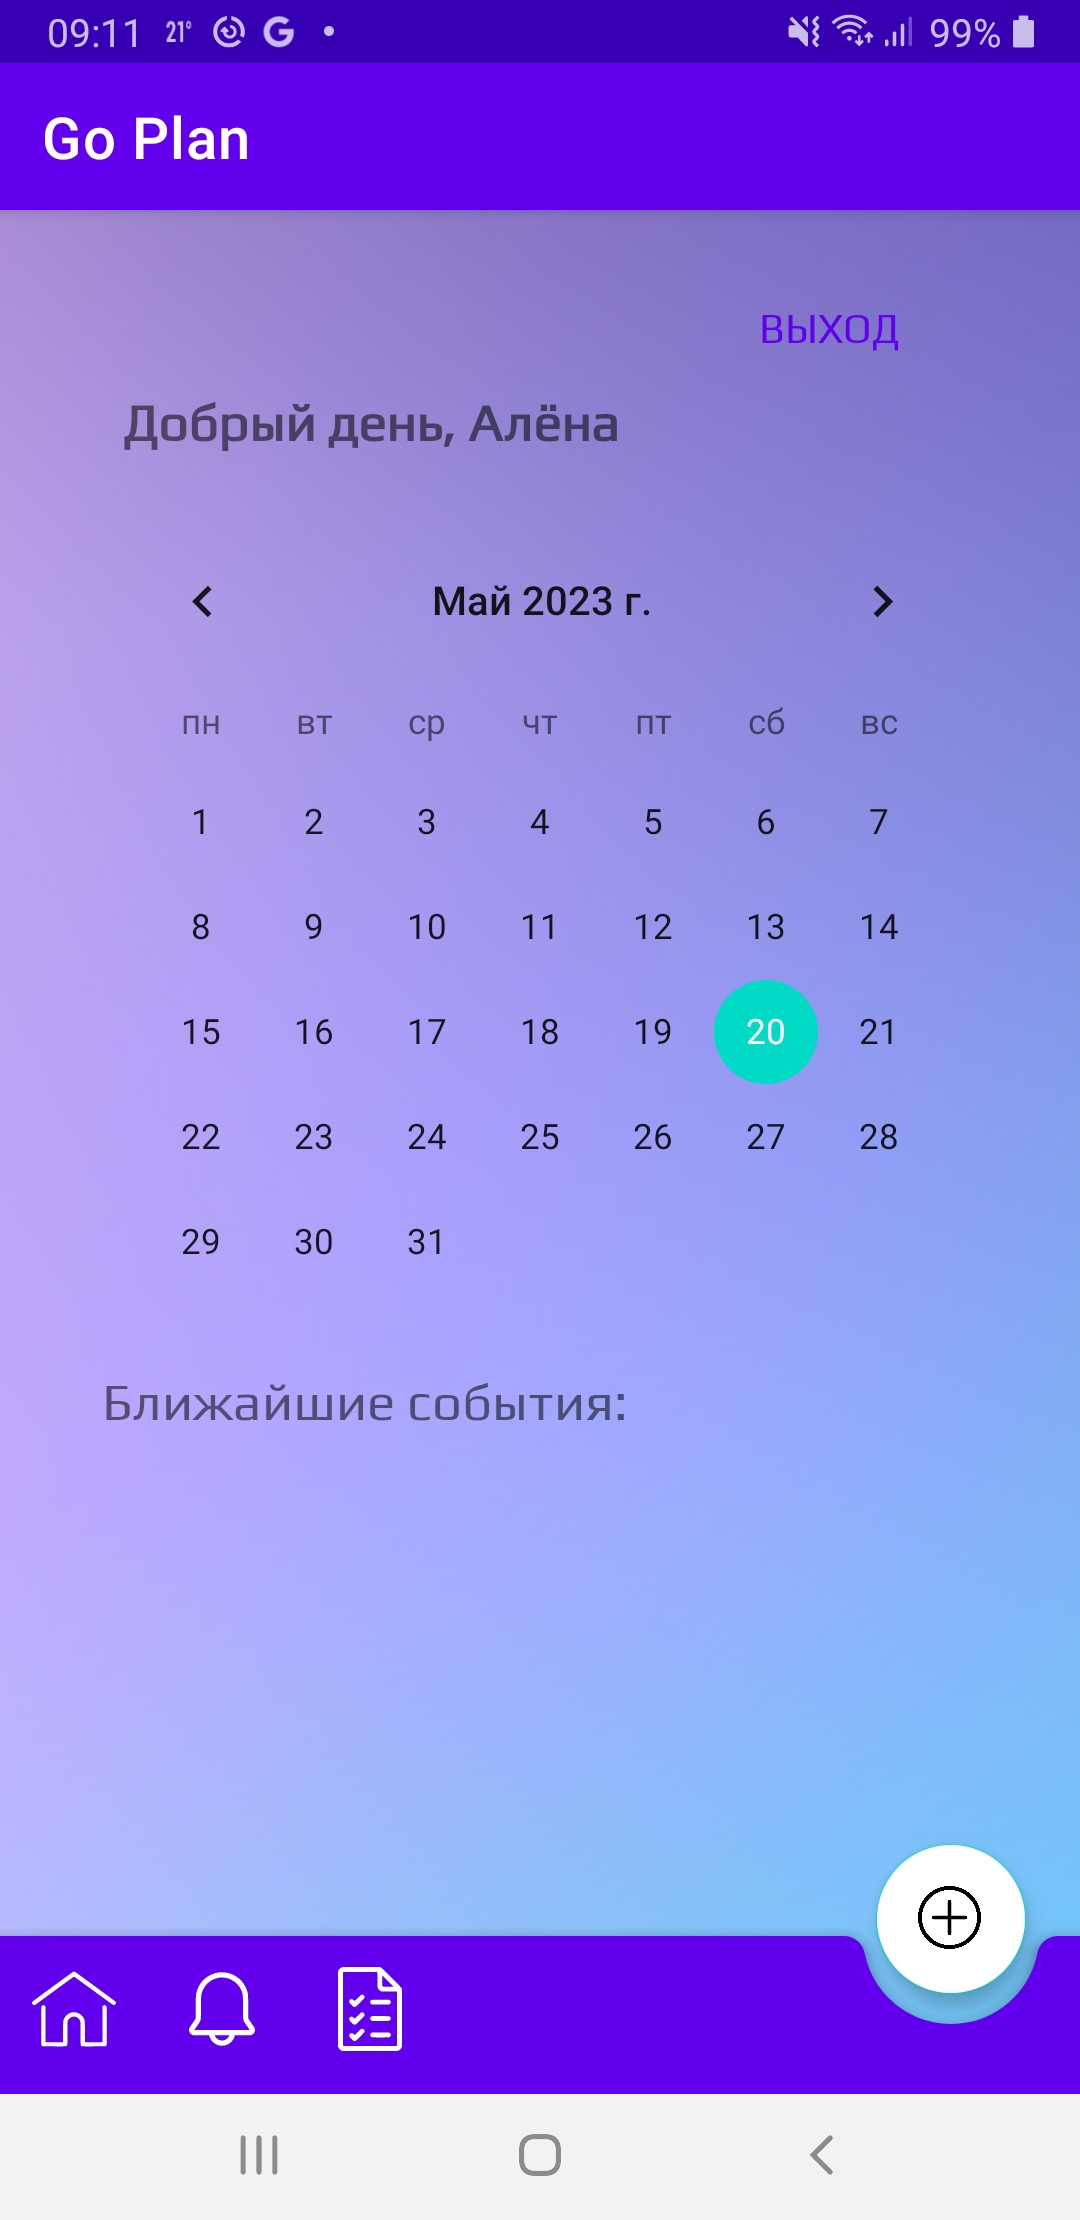 09:11 21° G 99%
Go Plan
ВЫХОД
Добрый день, Алёна
Май 2023 г.
пн вт ср чт пт сб вс
1 2 3 4 5 6 7
8 9 10 11 12 13 14
15 16 17 18 19 20 21
22 23 24 25 26 27 28
29 30 31
Ближайшие события: